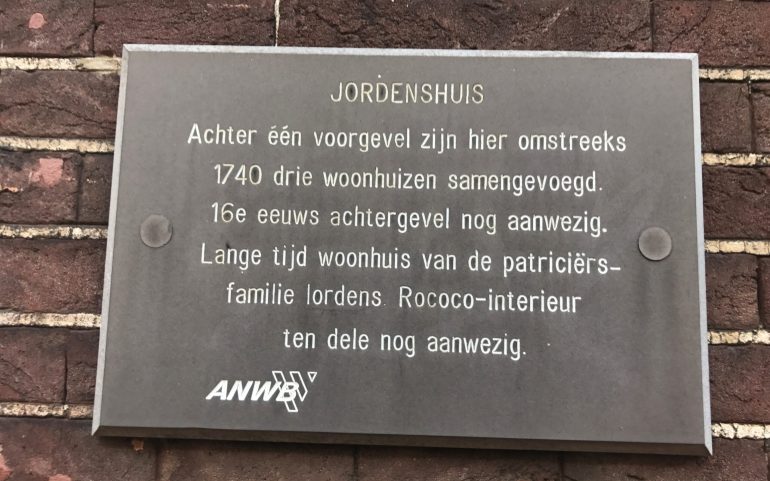 JORDENSHUIS
Achter één voorgevel zijn hier omstreeks
1740 drie woonhuizen samengevoegd.
16e eeuws achtergevel nog aanwezig.
Lange tijd woonhuis van de patriciërs-
familie Iordens. Rococo-interieur
ten dele nog aanwezig.
ANWB